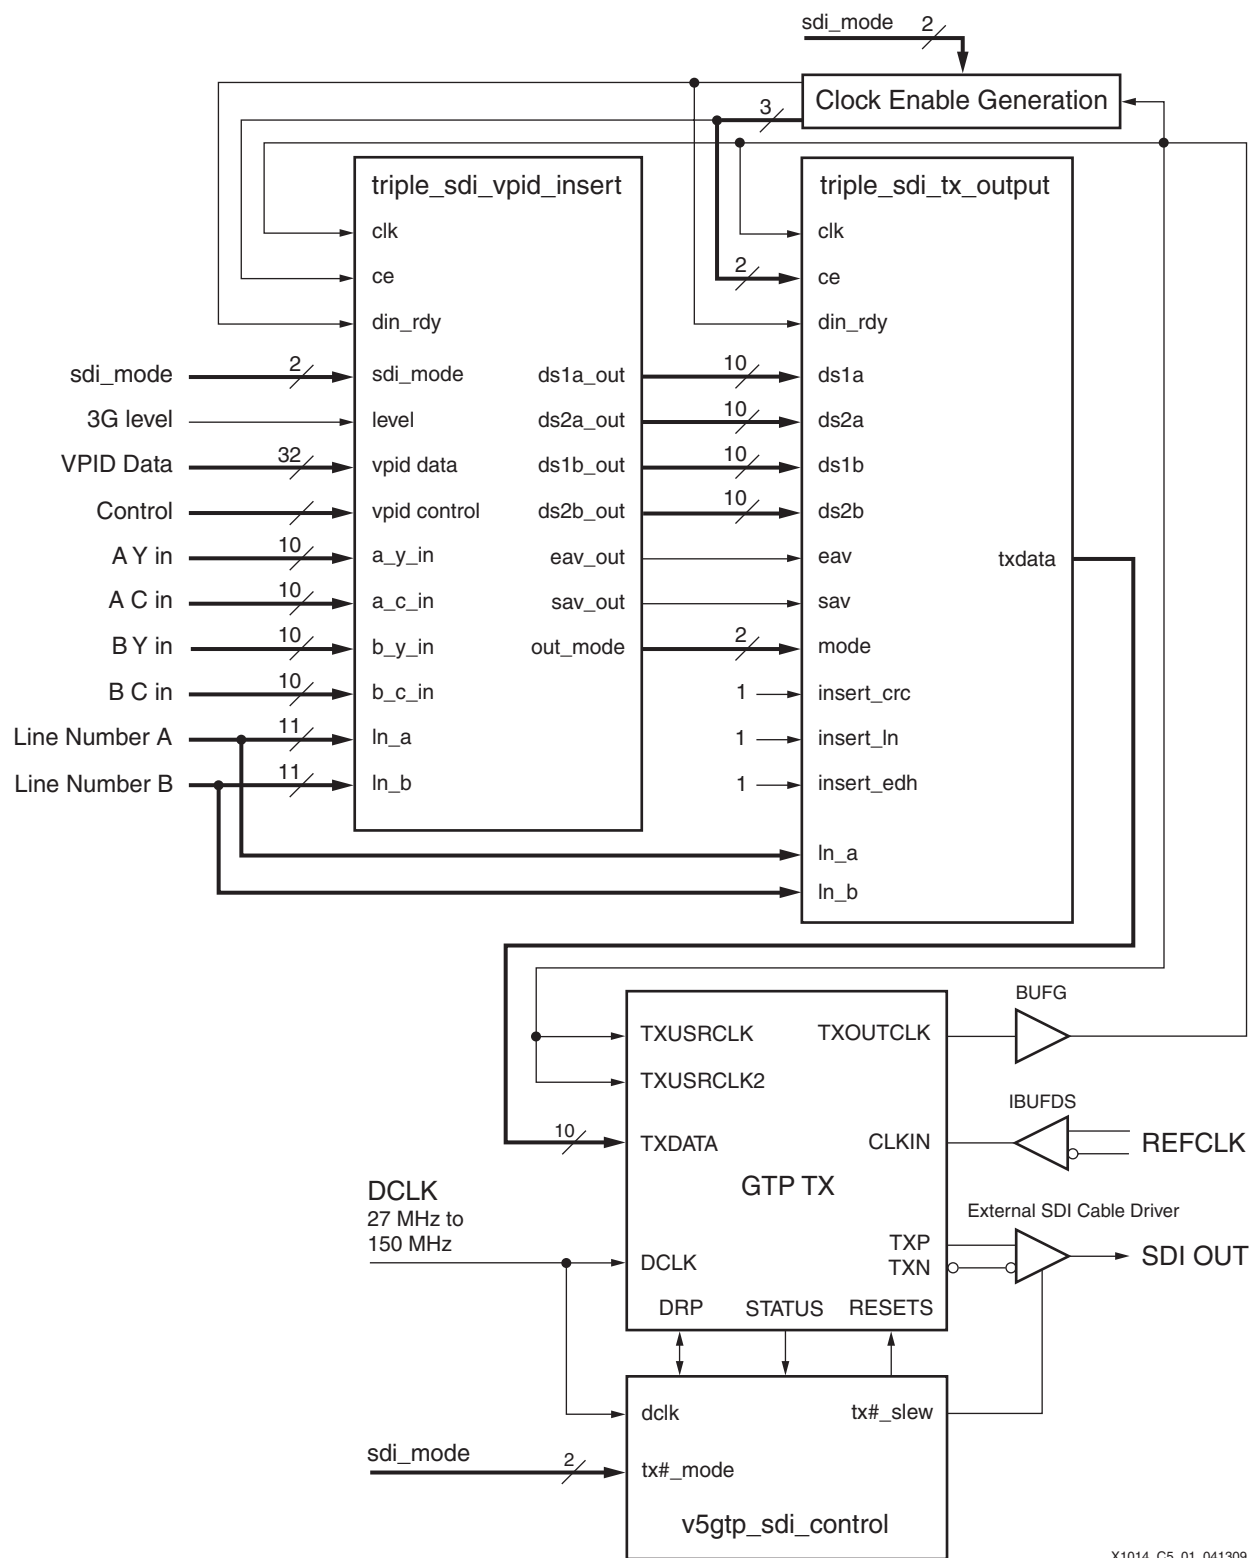 sdi_mode 2
Clock Enable Generation
3
triple_sdi_vpid_insert
triple_sdi_tx_output
clk
clk
ce
2
ce
din_rdy
din_rdy
sdi_mode 2 sdi_mode ds1a_out 10 ds1a
3G level level ds2a_out 10 ds2a
VPID Data 32 vpid data ds1b_out 10 ds1b
Control vpid control ds2b_out 10 ds2b
A Y in 10 a_y_in eav_out eav txdata
A C in 10 a_c_in sav_out sav
B Y in 10 b_y_in out_mode 2 mode
B C in 10 b_c_in 1 insert_crc
Line Number A 11 ln_a 1 insert_ln
Line Number B 11 ln_b 1 insert_edh
ln_a
ln_b
BUFG
TXUSRCLK TXOUTCLK
TXUSRCLK2
IBUFDS
10 TXDATA CLKIN REFCLK
GTP TX
DCLK
27 MHz to
150 MHz
External SDI Cable Driver
TXP
SDI OUT
DCLK TXN
DRP STATUS RESETS
dclk tx#_slew
sdi_mode 2 tx#_mode
v5gtp_sdi_control
X1014_C5_01_041309